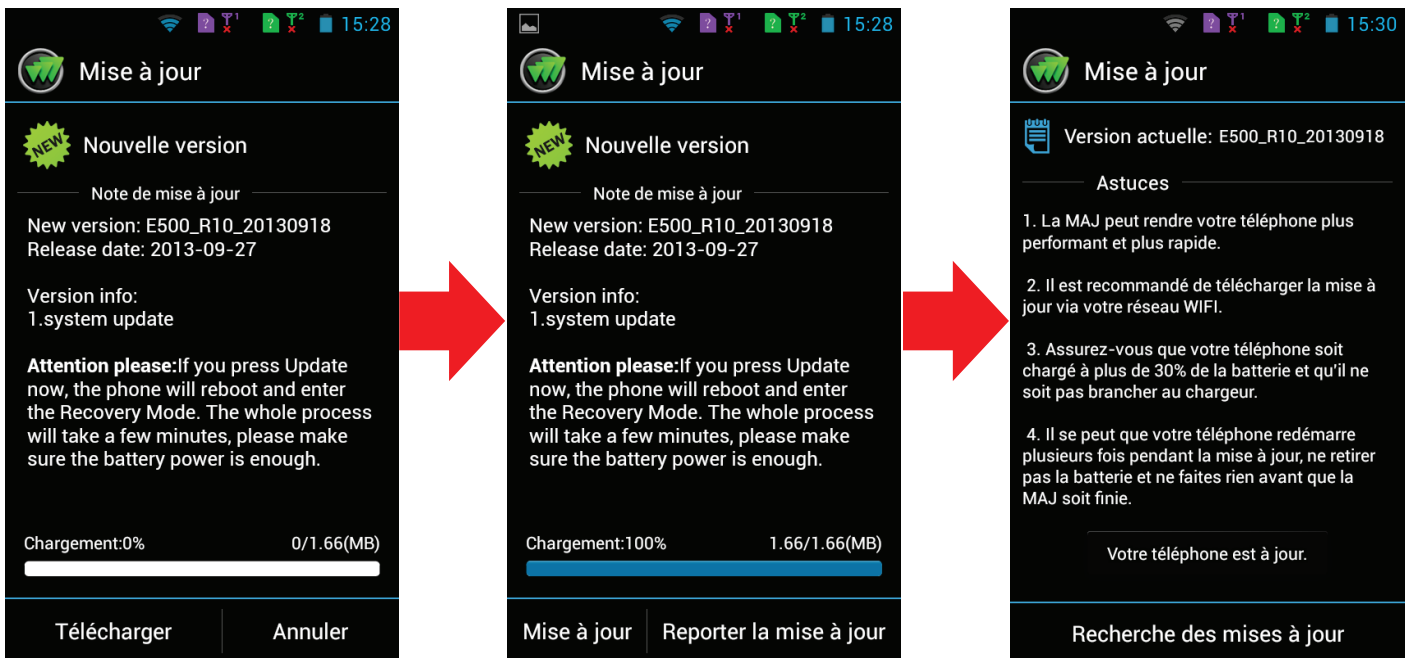 15:28
Mise à jour
NEW
Nouvelle version
Note de mise à jour
New version: E500_R10_20130918
Release date: 2013-09-27
Version info:
1.system update
Attention please:If you press Update
now, the phone will reboot and enter
the Recovery Mode. The whole process
will take a few minutes, please make
sure the battery power is enough.
Chargement:0% 0/1.66(MB)
Télécharger Annuler
15:28
Mise à jour
NEW
Nouvelle version
Note de mise à jour
New version: E500_R10_20130918
Release date: 2013-09-27
Version info:
1.system update
Attention please:If you press Update
now, the phone will reboot and enter
the Recovery Mode. The whole process
will take a few minutes, please make
sure the battery power is enough.
Chargement:100% 1.66/1.66(MB)
Mise à jour Reporter la mise à jour
15:30
Mise à jour
Version actuelle: E500_R10_20130918
Astuces
1. La MAJ peut rendre votre téléphone plus
performant et plus rapide.
2. Il est recommandé de télécharger la mise à
jour via votre réseau WIFI.
3. Assurez-vous que votre téléphone soit
chargé à plus de 30% de la batterie et qu'il ne
soit pas brancher au chargeur.
4. Il se peut que votre téléphone redémarre
plusieurs fois pendant la mise à jour, ne retirer
pas la batterie et ne faites rien avant que la
MAJ soit finie.
Votre téléphone est à jour.
Recherche des mises à jour